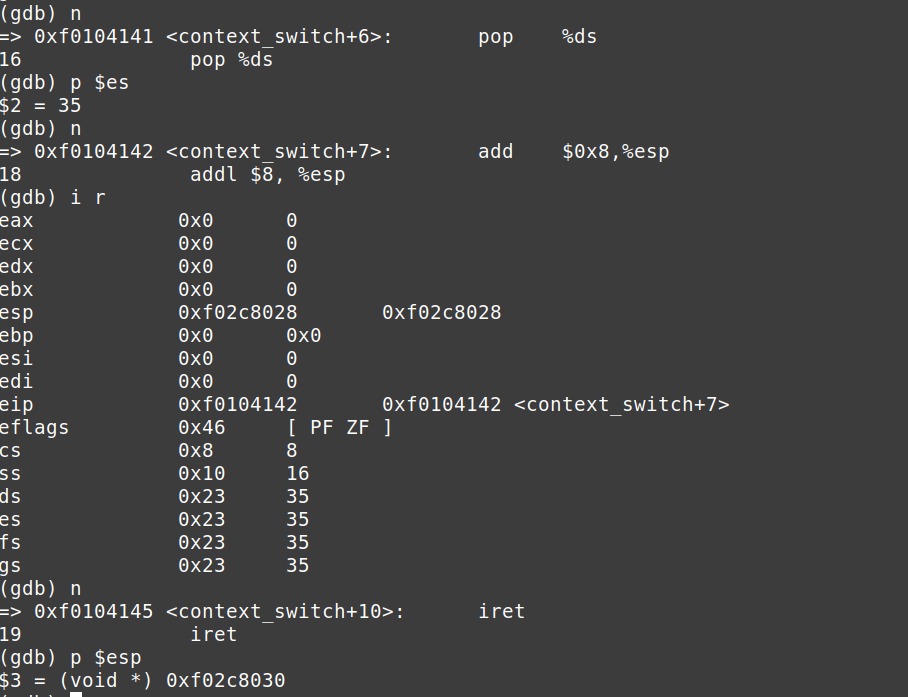 (gdb) n
=> 0xf0104141 <context_switch+6>: pop %ds
16 pop %ds
(gdb) p $es
$2 = 35
(gdb) n
=> 0xf0104142 <context_switch+7>: add $0x8,%esp
18 addl $8, %esp
(gdb) i r
eax 0x0 0
ecx 0x0 0
edx 0x0 0
ebx 0x0 0
esp 0xf02c8028 0xf02c8028
ebp 0x0 0x0
esi 0x0 0
edi 0x0 0
eip 0xf0104142 0xf0104142 <context_switch+7>
eflags 0x46 [ PF ZF ]
cs 0x8 8
ss 0x10 16
ds 0x23 35
es 0x23 35
fs 0x23 35
gs 0x23 35
(gdb) n
=> 0xf0104145 <context_switch+10>: iret
19 iret
(gdb) p $esp
$3 = (void *) 0xf02c8030
(gdb)